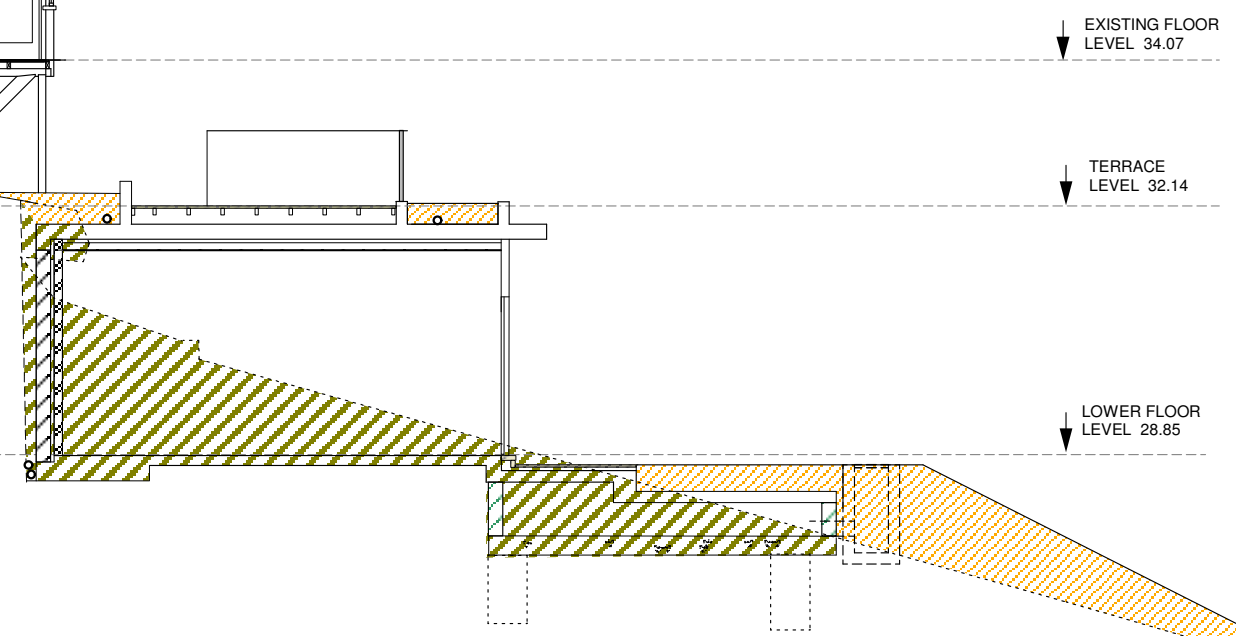 EXISTING FLOOR
LEVEL 34.07
TERRACE
LEVEL 32.14
LOWER FLOOR
LEVEL 28.85